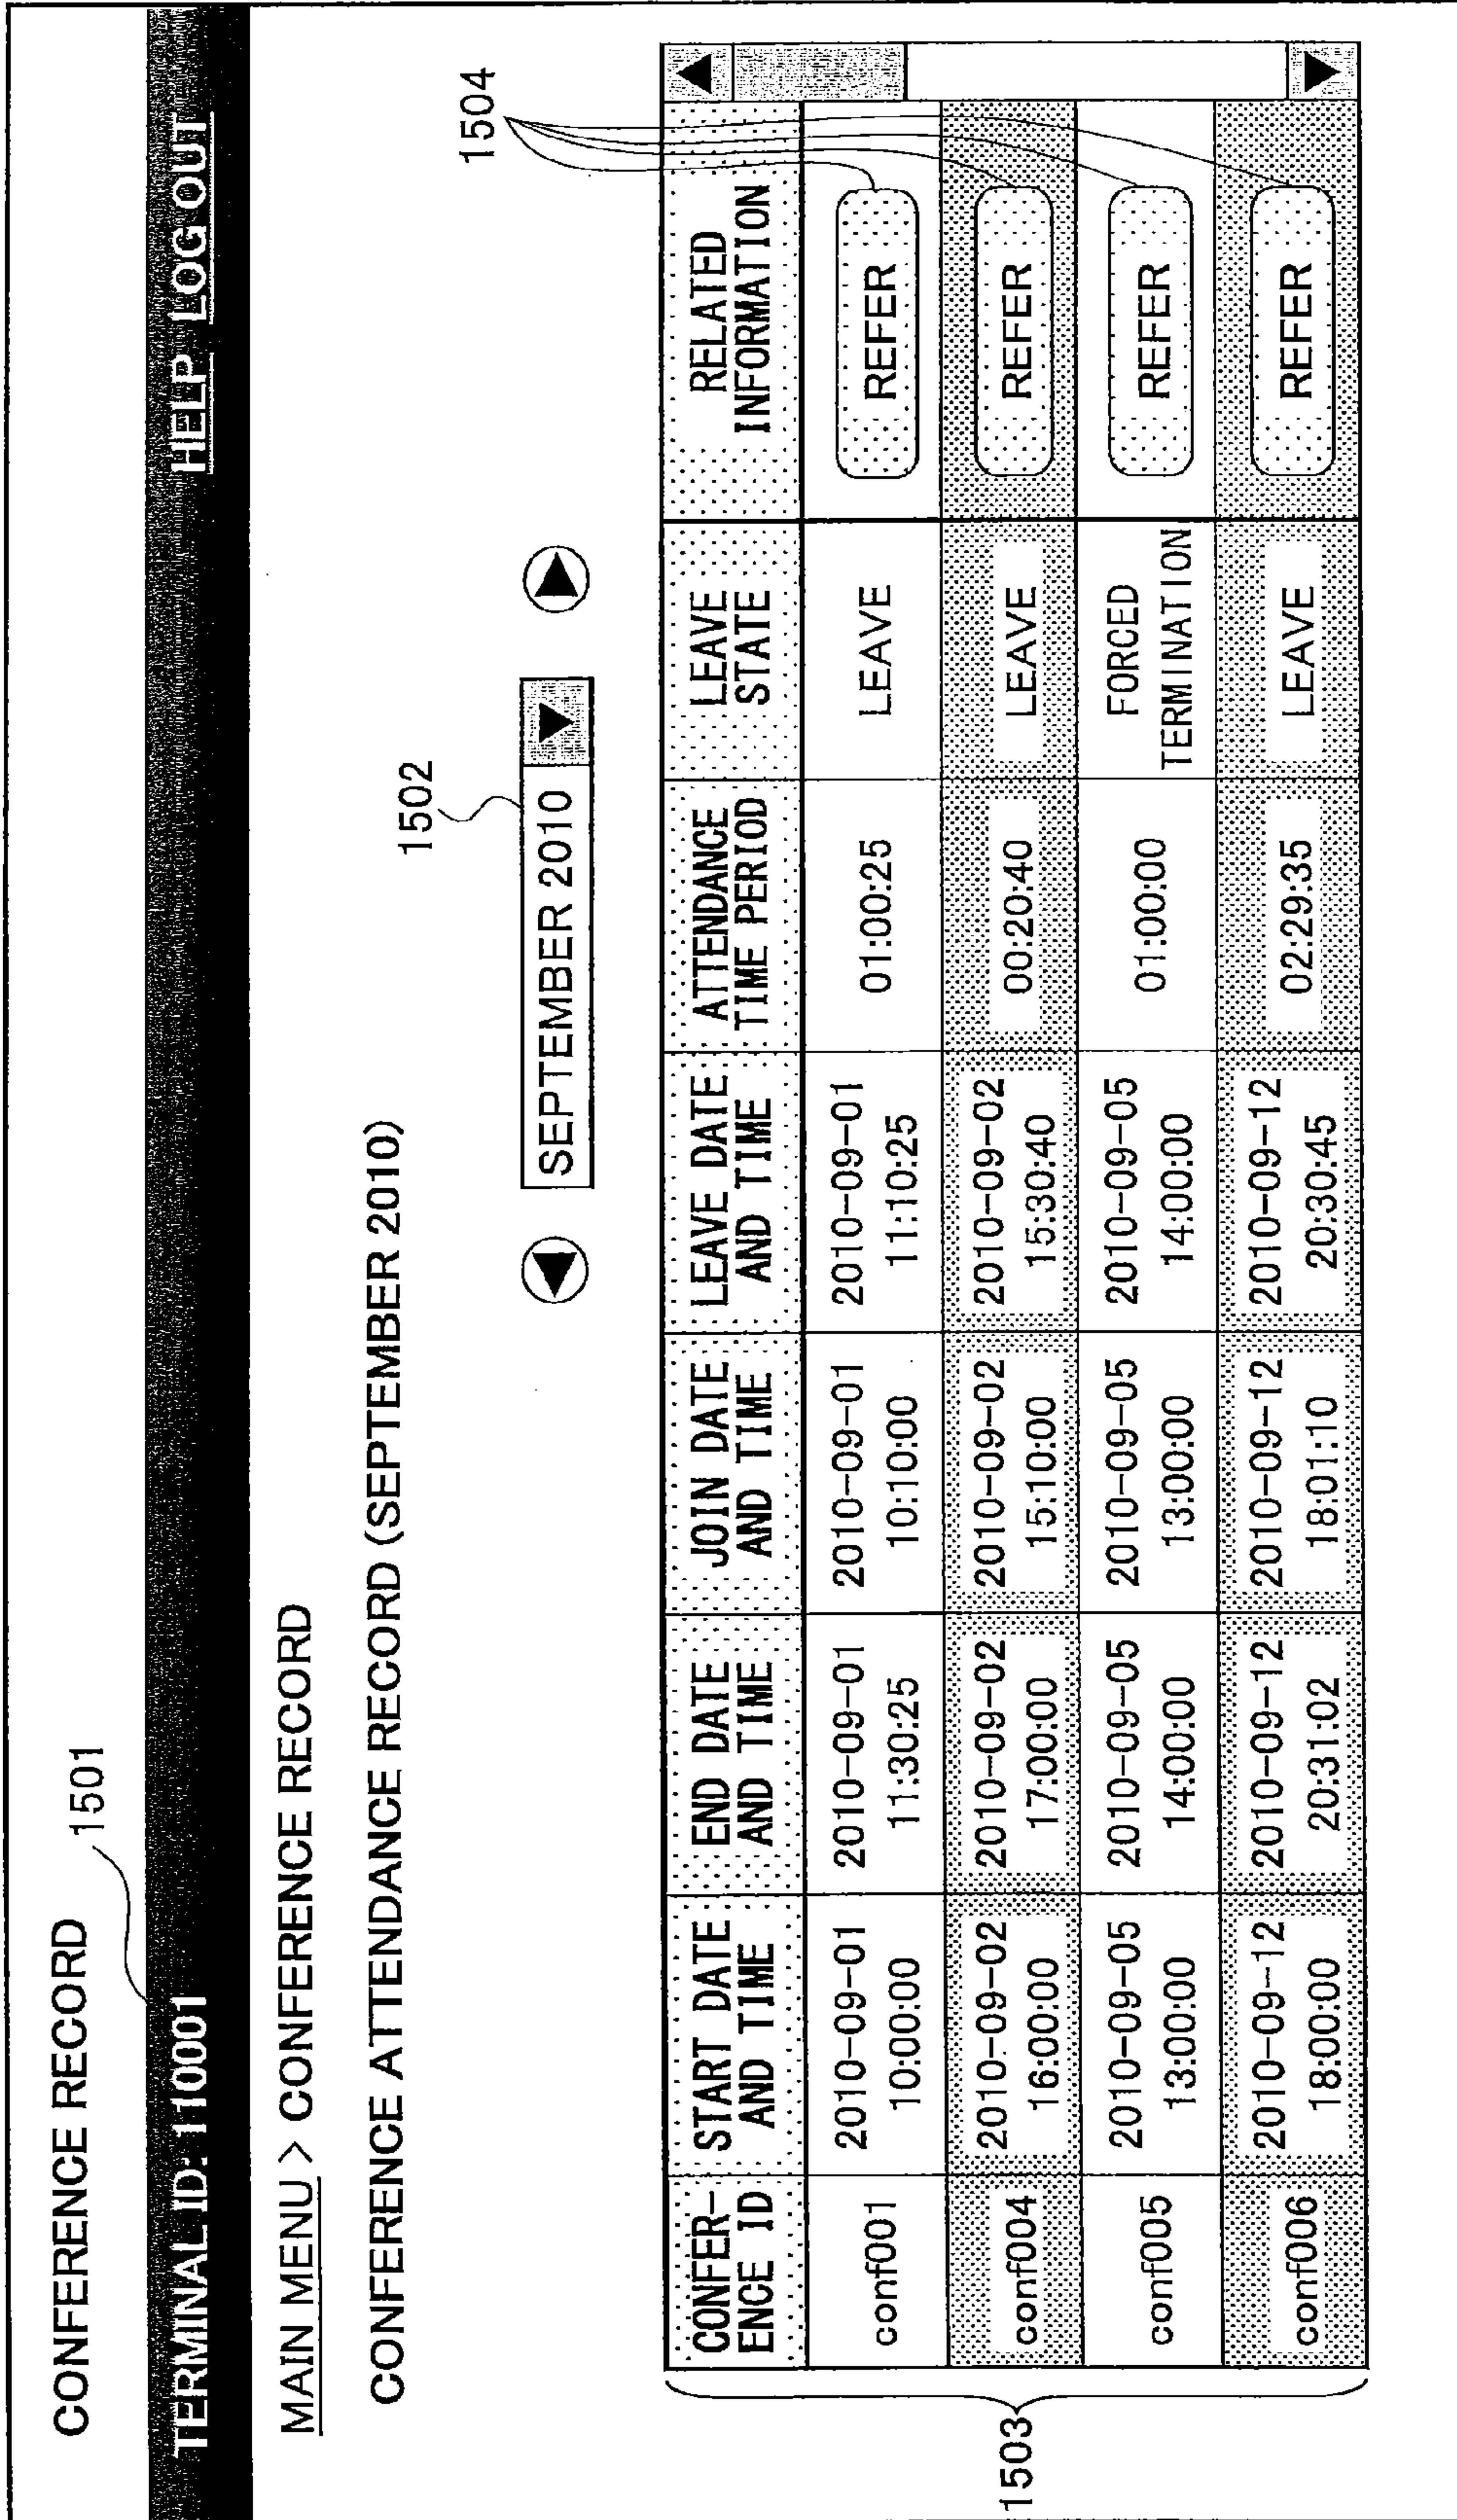 CONFERENCE RECORD
1501
TERMINAL ID: 110001 HELP LOG OUT
MAIN MENU > CONFERENCE RECORD
CONFERENCE ATTENDANCE RECORD (SEPTEMBER 2010)
1502
1504
SEPTEMBER 2010
CONFER- START DATE END DATE JOIN DATE LEAVE DATE ATTENDANCE LEAVE RELATED
ENCE ID AND TIME AND TIME AND TIME AND TIME TIME PERIOD STATE INFORMATION
2010-09-01 2010-09-01 2010-09-01 2010-09-01
conf001 10:00:00 11:30:25 10:10:00 11:10:25 01:00:25 LEAVE REFER
2010-09-02 2010-09-02 2010-09-02 2010-09-02
conf004 16:00:00 17:00:00 15:10:00 15:30:40 00:20:40 LEAVE REFER
2010-09-05 2010-09-05 2010-09-05 2010-09-05 FORCED
conf005 13:00:00 14:00:00 13:00:00 14:00:00 01:00:00 TERMINATION REFER
2010-09-12 2010-09-12 2010-09-12 2010-09-12
conf006 18:00:00 20:31:02 18:01:10 20:30:45 02:29:35 LEAVE REFER
1503